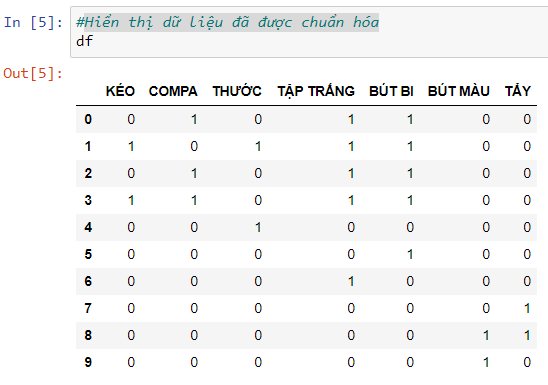 In [5]: #Hiển thị dữ liệu đã được chuẩn hóa
df
Out[5]:
KÉO COMPA THƯỚC TẬP TRẮNG BÚT BI BÚT MÀU TẨY
0 0 1 0 1 1 0 0
1 1 0 1 1 1 0 0
2 0 1 0 1 1 0 0
3 1 1 0 1 1 0 0
4 0 0 1 0 0 0 0
5 0 0 0 0 1 0 0
6 0 0 0 1 0 0 0
7 0 0 0 0 0 0 1
8 0 0 0 0 0 1 1
9 0 0 0 0 0 1 0